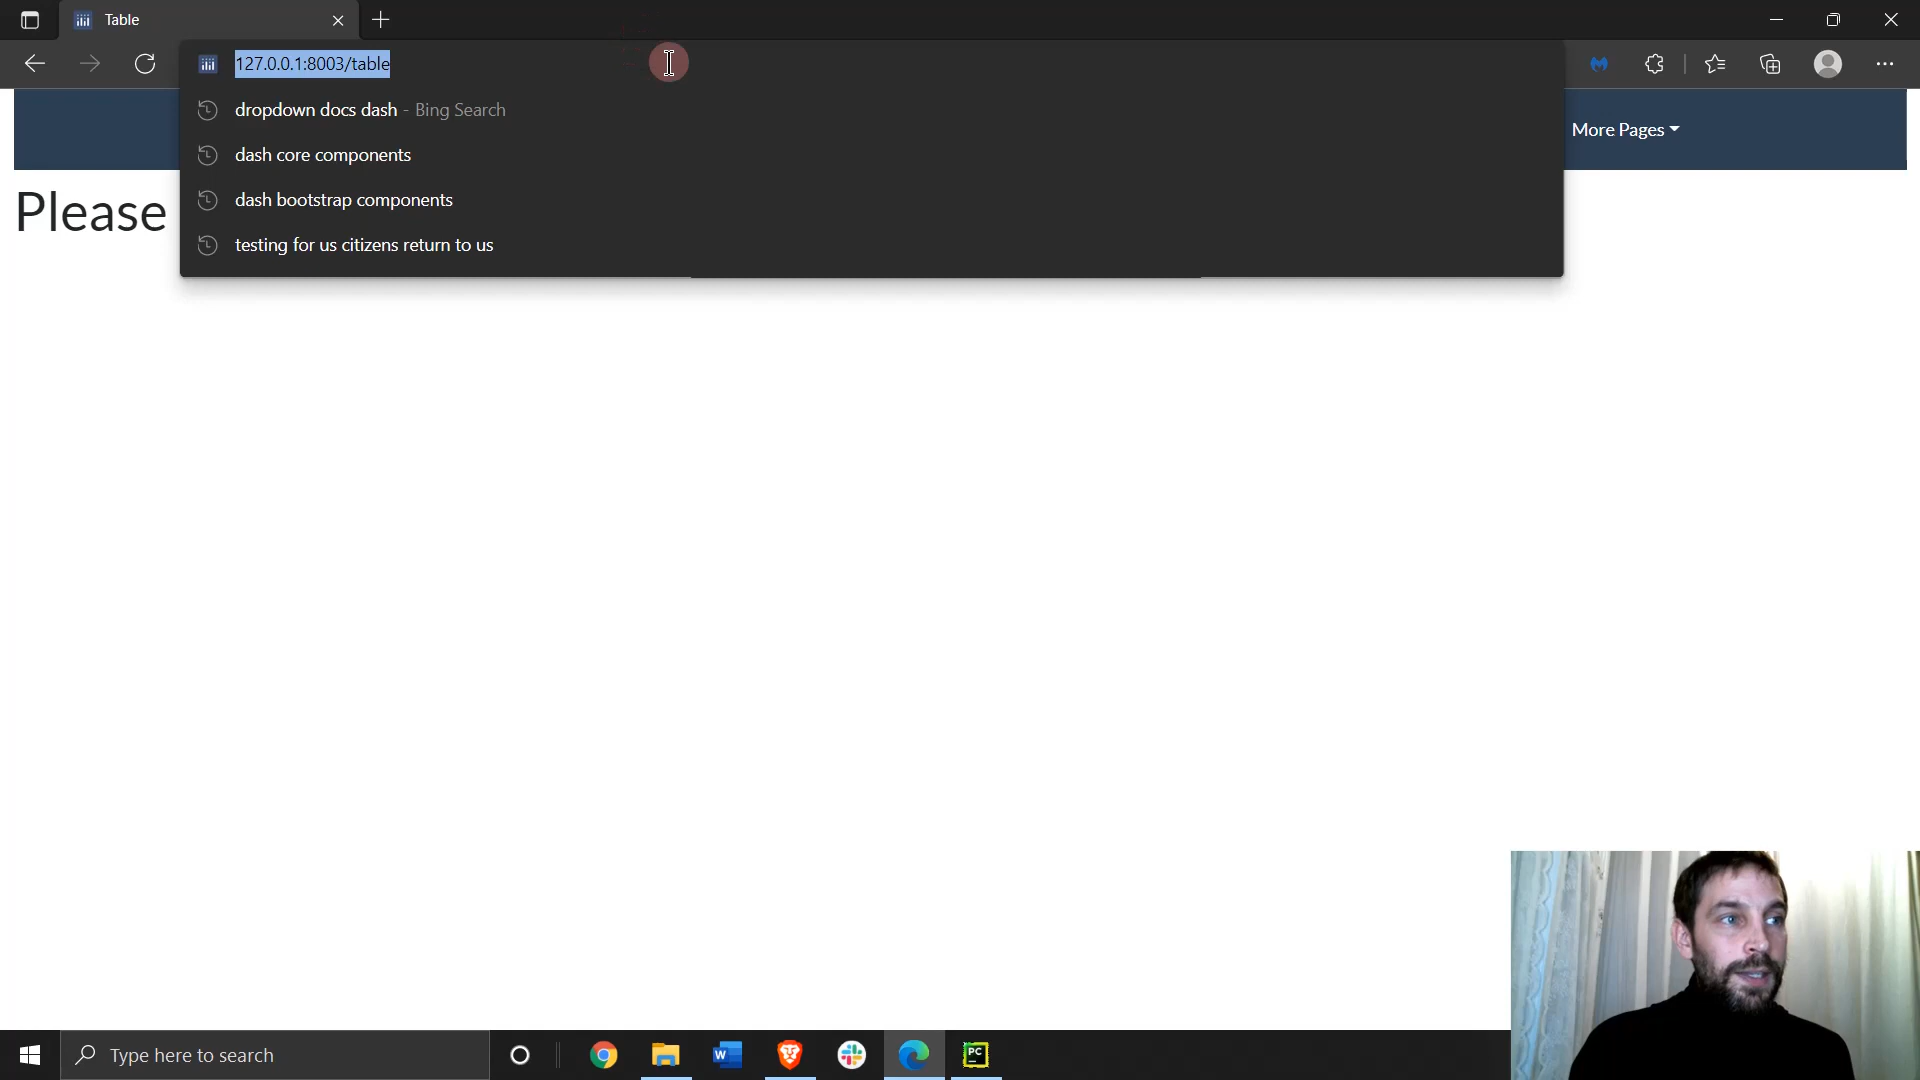 Table
127.0.0.1:8003/table
dropdown docs dash - Bing Search
dash core components
dash bootstrap components
testing for us citizens return to us
More Pages
Please
Type here to search
W
PC